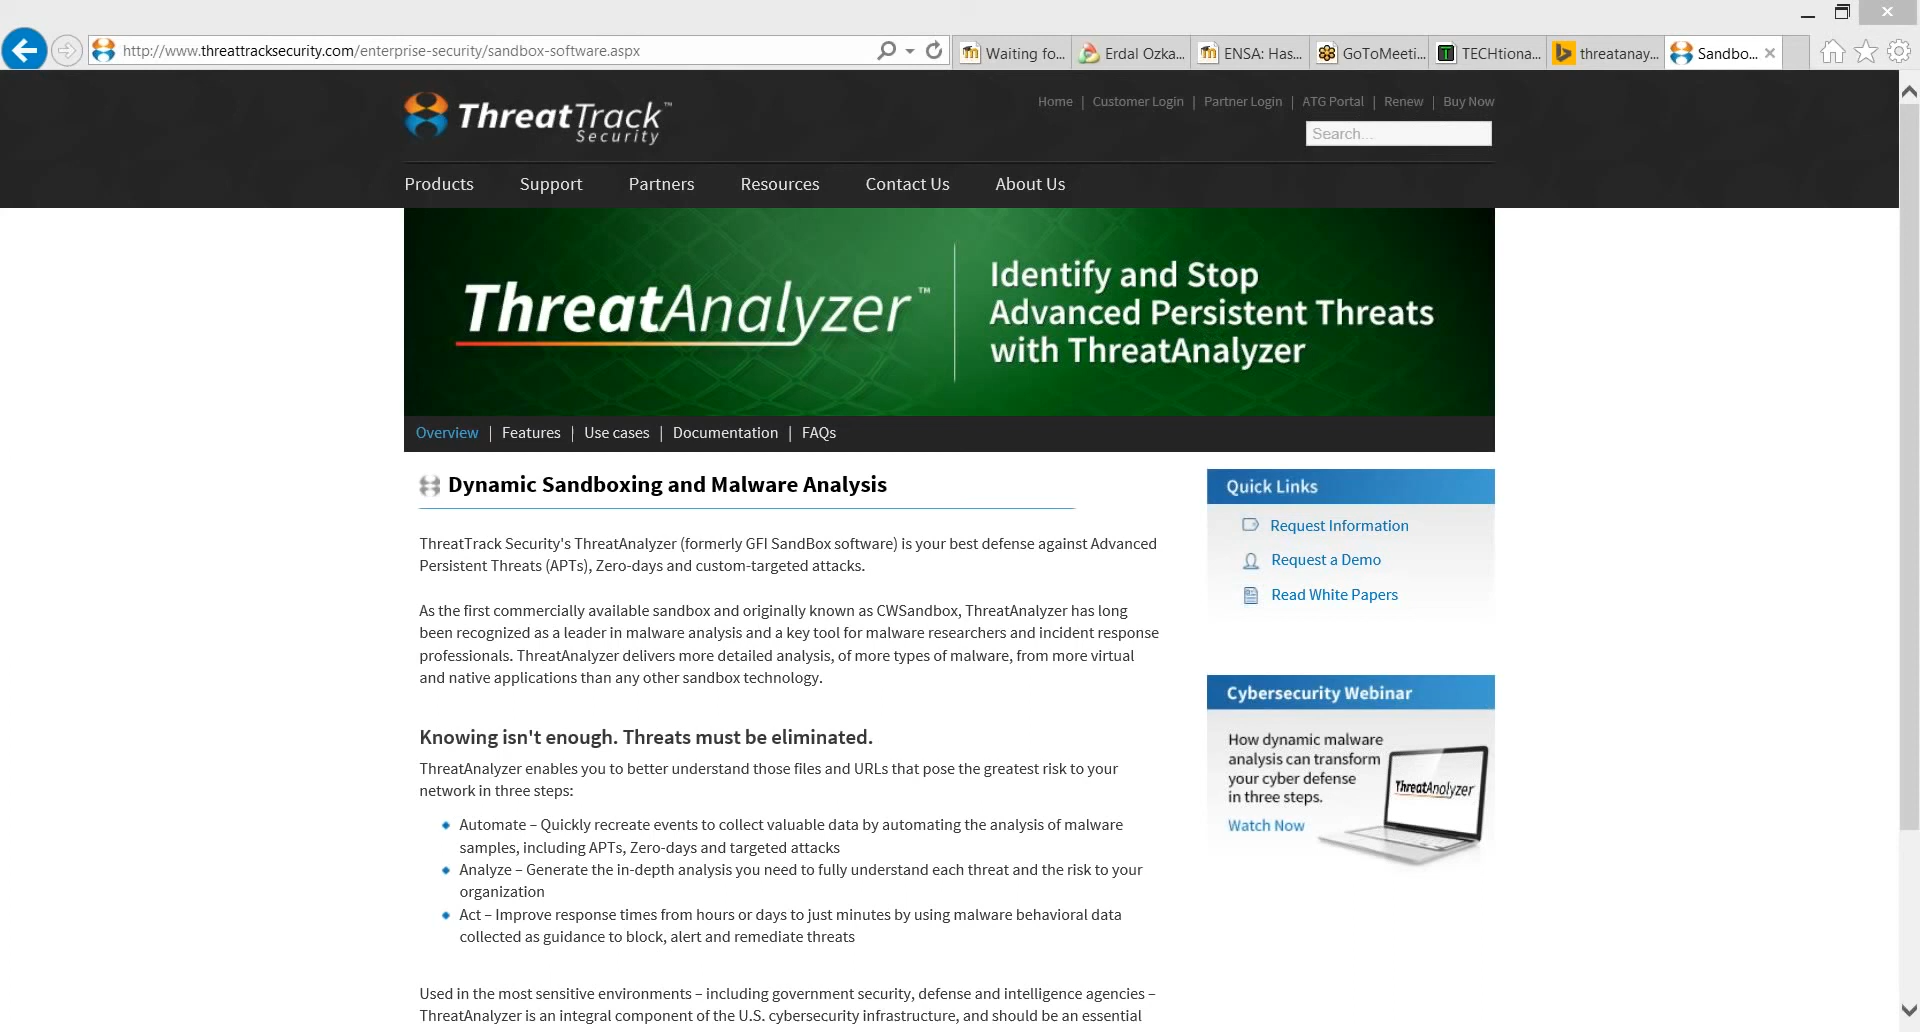 http://www.threattracksecurity.com/enterprise-security/sandbox-software.aspx
Waiting fo...
Erdal Ozka...
ENSA: Has...
GoToMeeti...
TECHtiona...
threatanay...
Sandbo...
ThreatTrack™
Security
Home | Customer Login | Partner Login | ATG Portal | Renew | Buy Now
Search...
Products Support Partners Resources Contact Us About Us
ThreatAnalyzer™
Identify and Stop
Advanced Persistent Threats
with ThreatAnalyzer
Overview | Features | Use cases | Documentation | FAQs
Dynamic Sandboxing and Malware Analysis
ThreatTrack Security's ThreatAnalyzer (formerly GFI SandBox software) is your best defense against Advanced
Persistent Threats (APTs), Zero-days and custom-targeted attacks.
As the first commercially available sandbox and originally known as CWSandbox, ThreatAnalyzer has long
been recognized as a leader in malware analysis and a key tool for malware researchers and incident response
professionals. ThreatAnalyzer delivers more detailed analysis, of more types of malware, from more virtual
and native applications than any other sandbox technology.
Knowing isn't enough. Threats must be eliminated.
ThreatAnalyzer enables you to better understand those files and URLs that pose the greatest risk to your
network in three steps:
Automate – Quickly recreate events to collect valuable data by automating the analysis of malware
samples, including APTs, Zero-days and targeted attacks
Analyze – Generate the in-depth analysis you need to fully understand each threat and the risk to your
organization
Act – Improve response times from hours or days to just minutes by using malware behavioral data
collected as guidance to block, alert and remediate threats
Used in the most sensitive environments – including government security, defense and intelligence agencies –
ThreatAnalyzer is an integral component of the U.S. cybersecurity infrastructure, and should be an essential
Quick Links
Request Information
Request a Demo
Read White Papers
Cybersecurity Webinar
How dynamic malware
analysis can transform
your cyber defense
in three steps.
Watch Now
ThreatAnalyzer